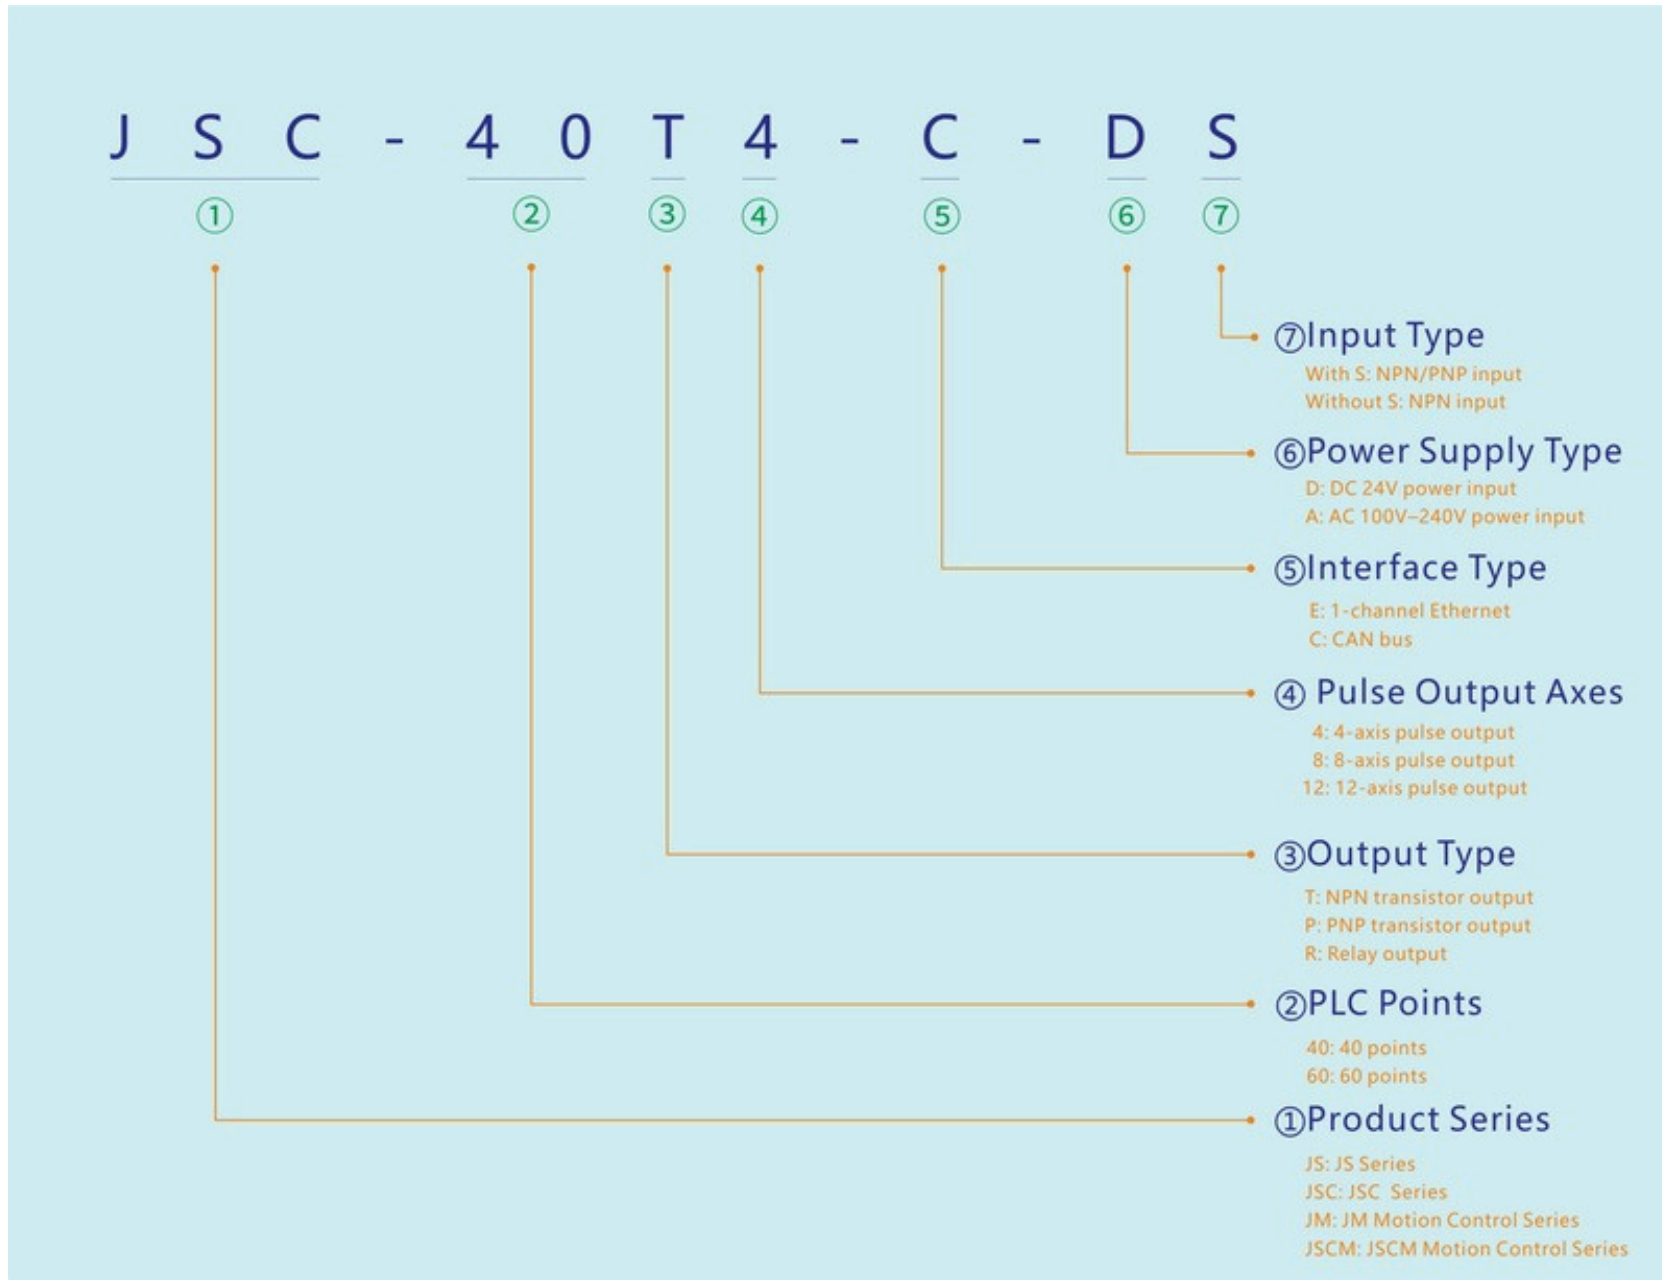 JSC-40T4-C-DS
① ② ③ ④ ⑤ ⑥ ⑦
⑦Input Type
With S: NPN/PNP input
Without S: NPN input
⑥Power Supply Type
D: DC 24V power input
A: AC 100V–240V power input
⑤Interface Type
E: 1-channel Ethernet
C: CAN bus
④ Pulse Output Axes
4: 4-axis pulse output
8: 8-axis pulse output
12: 12-axis pulse output
③Output Type
T: NPN transistor output
P: PNP transistor output
R: Relay output
②PLC Points
40: 40 points
60: 60 points
①Product Series
JS: JS Series
JSC: JSC Series
JM: JM Motion Control Series
JSCM: JSCM Motion Control Series